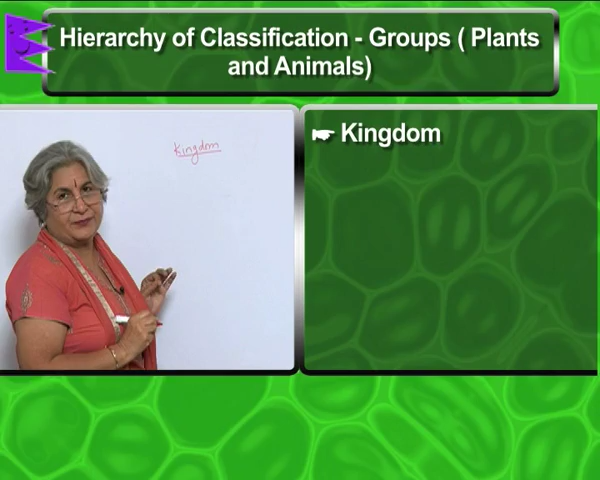 Hierarchy of Classification - Groups ( Plants
and Animals)
Kingdom
Kingdom